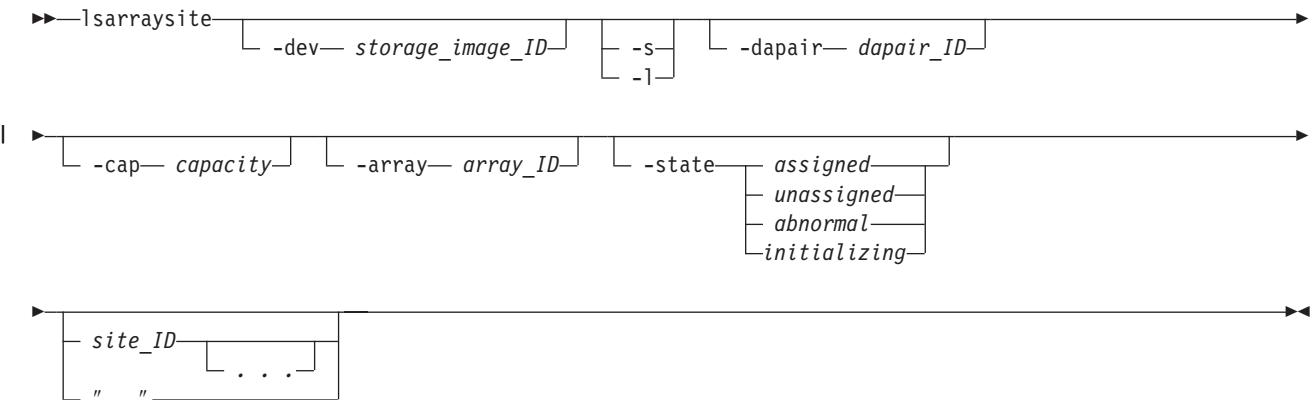 lsarraysite -dev storage_image_ID -s -dapair dapair_ID
-l
| -cap capacity -array array_ID -state assigned
unassigned
abnormal
initializing
site_ID
. . .
" "